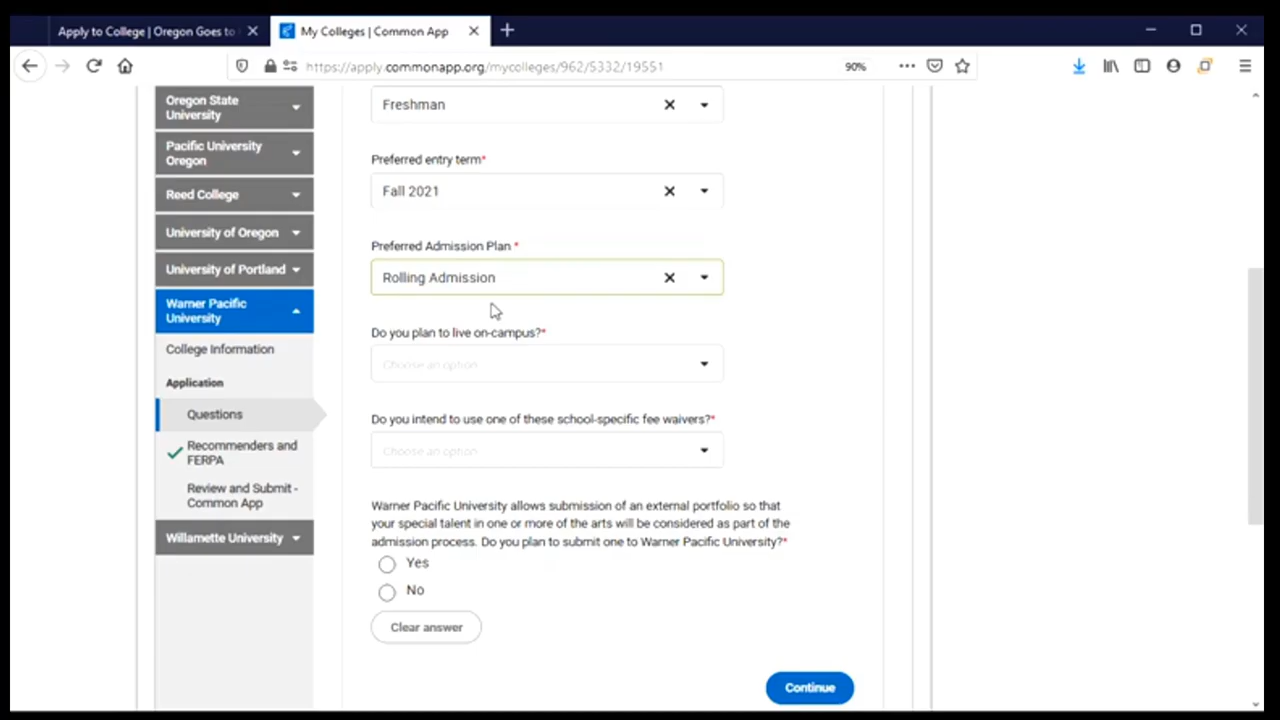 Apply to College | Oregon Goes to
My Colleges | Common App
https://apply.commonapp.org/mycolleges/962/5332/19551
90%
Oregon State
University
Pacific University
Oregon
Reed College
University of Oregon
University of Portland
Warner Pacific
University
College Information
Application
Questions
Recommenders and
FERPA
Review and Submit -
Common App
Willamette University
Freshman
Preferred entry term*
Fall 2021
Preferred Admission Plan *
Rolling Admission
Do you plan to live on-campus?*
Choose an option
Do you intend to use one of these school-specific fee waivers?*
Choose an option
Warner Pacific University allows submission of an external portfolio so that
your special talent in one or more of the arts will be considered as part of the
admission process. Do you plan to submit one to Warner Pacific University?*
Yes
No
Clear answer
Continue